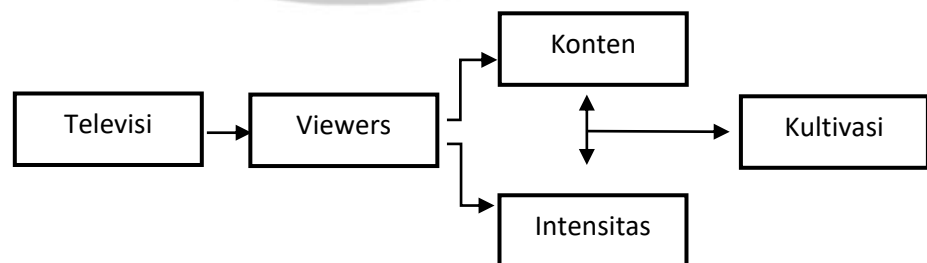 Televisi
Viewers
Konten
Intensitas
Kultivasi